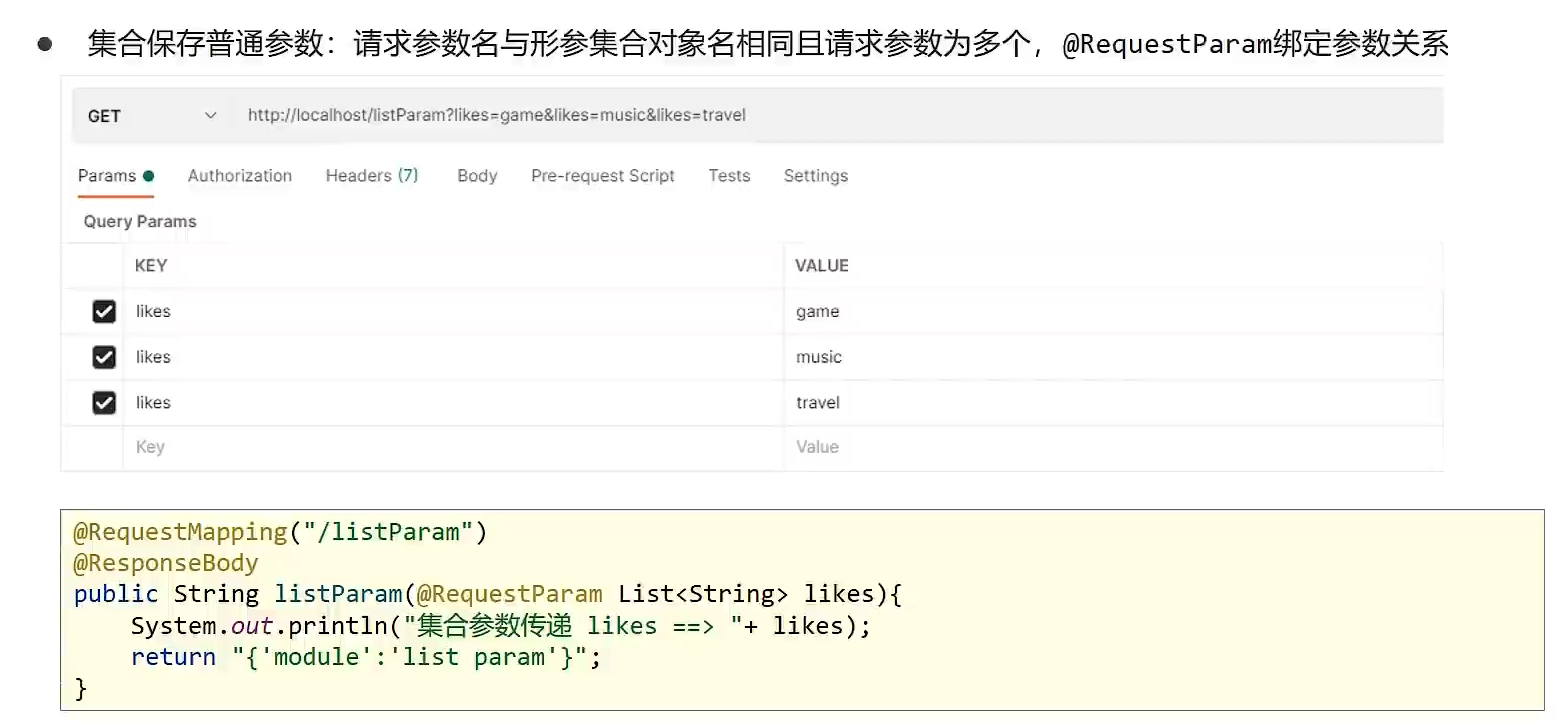 ● 集合保存普通参数：请求参数名与形参集合对象名相同且请求参数为多个，@RequestParam绑定参数关系
GET http://localhost/listParam?likes=game&likes=music&likes=travel
Params Authorization Headers (7) Body Pre-request Script Tests Settings
Query Params
KEY VALUE
likes game
likes music
likes travel
Key Value
@RequestMapping("/listParam")
@ResponseBody
public String listParam(@RequestParam List<String> likes){
    System.out.println("集合参数传递 likes ==> "+ likes);
    return "{'module':'list param'}";
}